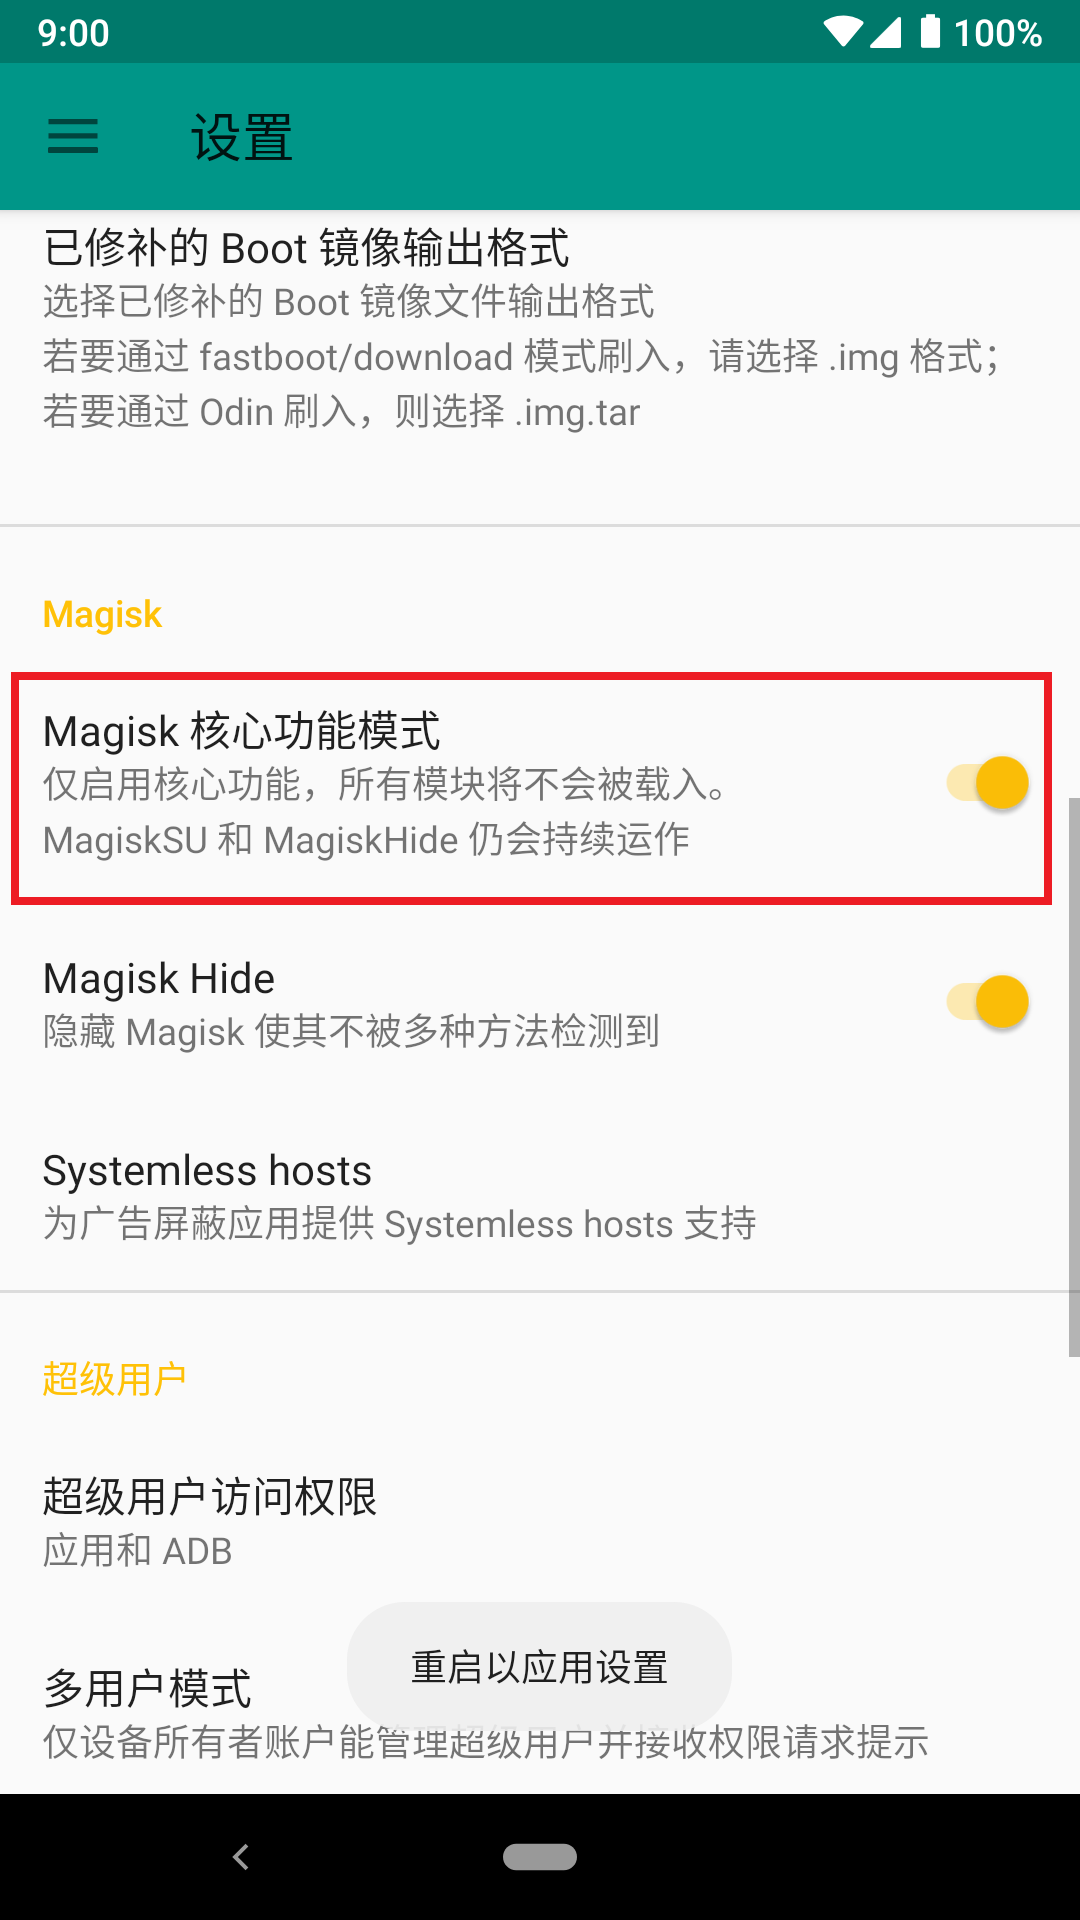 9:00 100%
设置
已修补的 Boot 镜像输出格式
选择已修补的 Boot 镜像文件输出格式
若要通过 fastboot/download 模式刷入，请选择 .img 格式；
若要通过 Odin 刷入，则选择 .img.tar
Magisk
Magisk 核心功能模式
仅启用核心功能，所有模块将不会被载入。
MagiskSU 和 MagiskHide 仍会持续运作
Magisk Hide
隐藏 Magisk 使其不被多种方法检测到
Systemless hosts
为广告屏蔽应用提供 Systemless hosts 支持
超级用户
超级用户访问权限
应用和 ADB
重启以应用设置
多用户模式
仅设备所有者账户能管理超级用户并接收权限请求提示